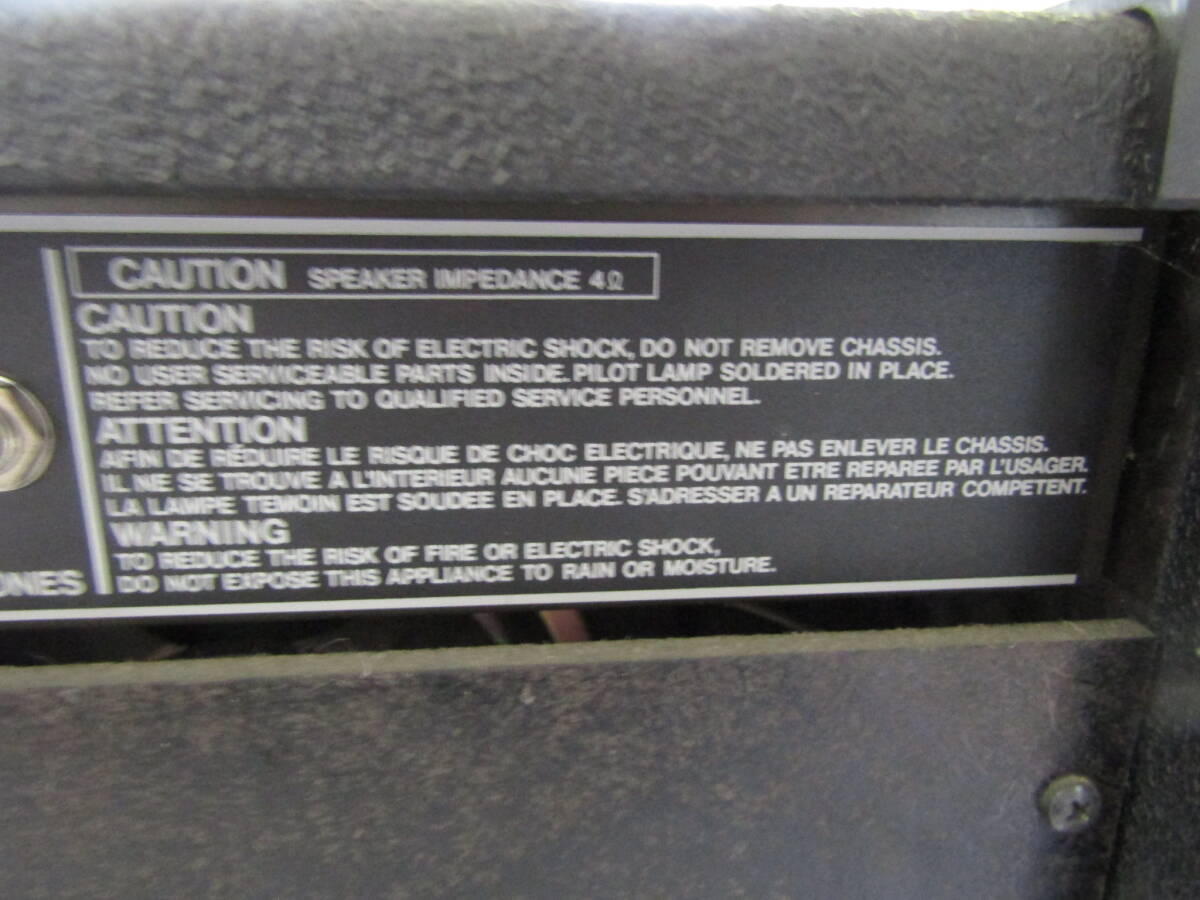 CAUTION SPEAKER IMPEDANCE 4Ω
CAUTION
TO REDUCE THE RISK OF ELECTRIC SHOCK, DO NOT REMOVE CHASSIS.
NO USER SERVICEABLE PARTS INSIDE. PILOT LAMP SOLDERED IN PLACE.
REFER SERVICING TO QUALIFIED SERVICE PERSONNEL.
ATTENTION
AFIN DE RÉDUIRE LE RISQUE DE CHOC ELECTRIQUE, NE PAS ENLEVER LE CHASSIS.
IL NE SE TROUVE A L'INTERIEUR AUCUNE PIECE POUVANT ETRE REPAREE PAR L'USAGER.
LA LAMPE TEMOIN EST SOUDEE EN PLACE. S'ADRESSER A UN REPARATEUR COMPETENT.
WARNING
TO REDUCE THE RISK OF FIRE OR ELECTRIC SHOCK,
DO NOT EXPOSE THIS APPLIANCE TO RAIN OR MOISTURE.
ONES